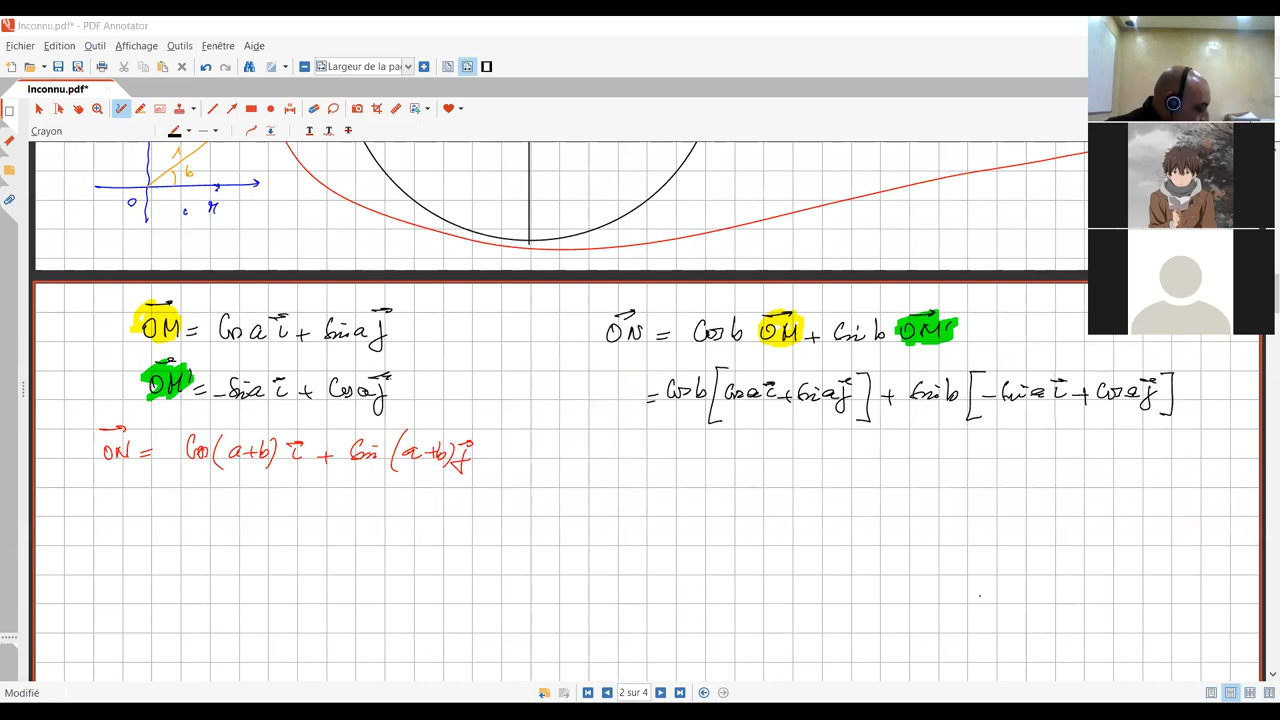 Inconnu.pdf* - PDF Annotator
Fichier Edition Outil Affichage Outils Fenêtre Aide
Largeur de la pa
Inconnu.pdf*
Crayon
b
O
→OM = Cos a →i + Sin a →j
→ON = Cos b →OM + Sin b →OM'
→OM' = -Sin a →i + Cos a →j
= Cos b [Cos a →i + Sin a →j] + Sin b [-Sin a →i + Cos a →j]
→ON = Cos (a+b) →i + Sin (a+b) →j
Modifié
2 sur 4